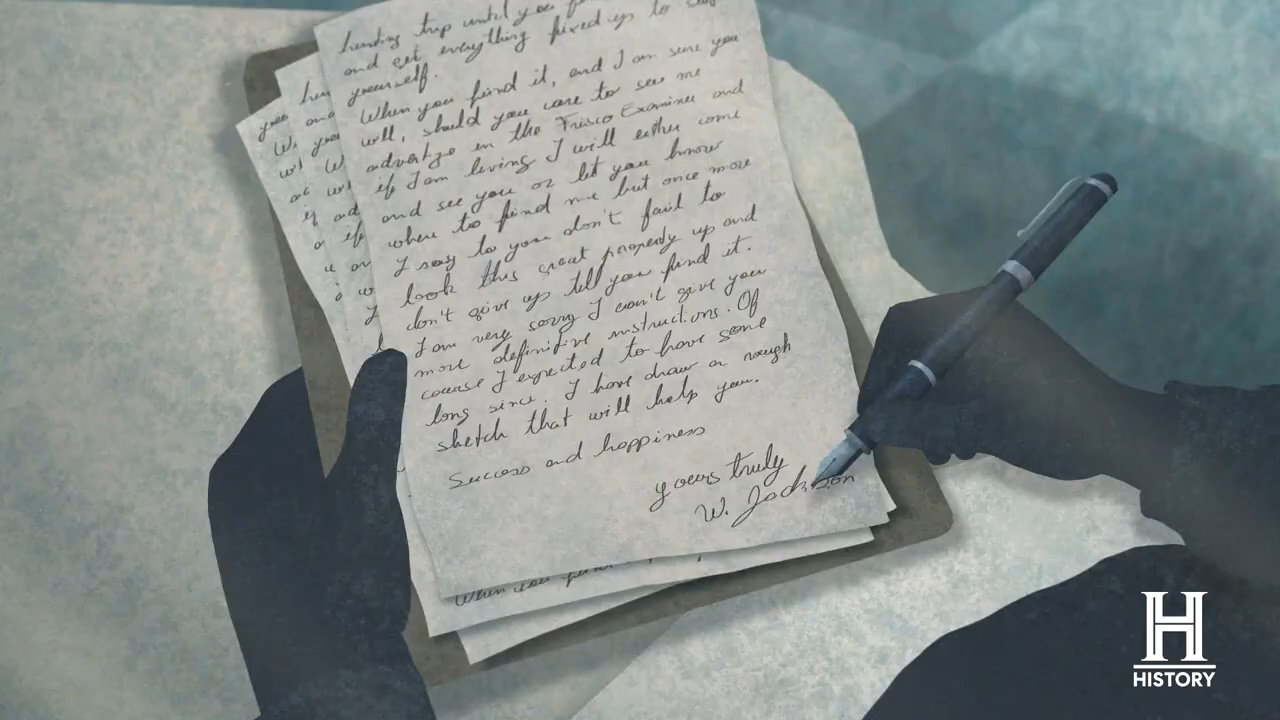 hunting trip until you
and get everything fixed up to suit
yourself.
When you find it, and I am sure you
will, should you care to see me
advertize in the Frisco Examiner and
if I am living I will either come
and see you or let you know
where to find me but once more
I say to you don't fail to
look this great property up and
don't give up till you find it.
I am very sorry I won't give you
more definitive instructions. Of
course I expected to have some
long since. I have draw a rough
sketch that will help you.
Success and happiness
yours truly
W. Jackson
When you find
H
HISTORY